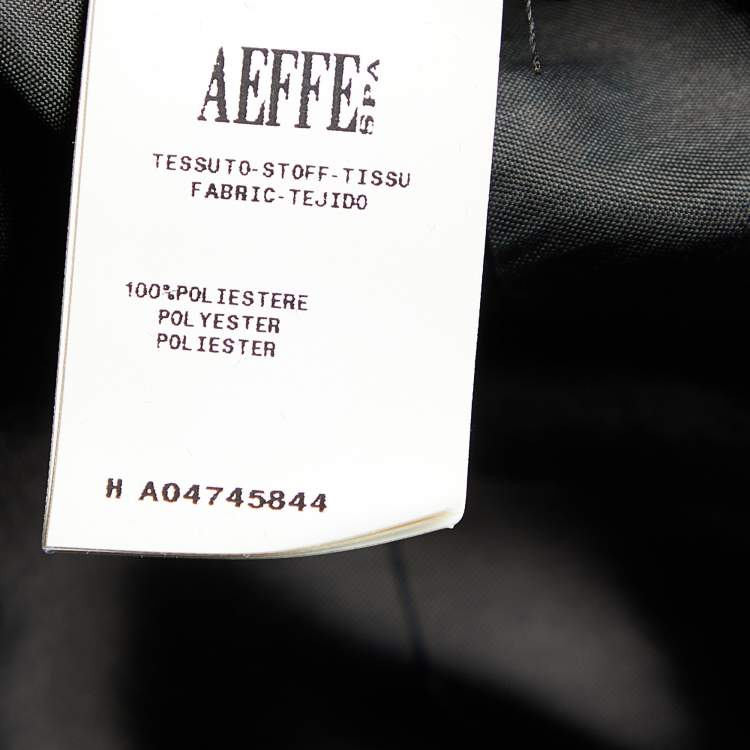 AEFFE SPA
TESSUTO-STOFF-TISSU
FABRIC-TEJIDO
100%POLIESTERE
POLYESTER
POLIESTER
H A04745844